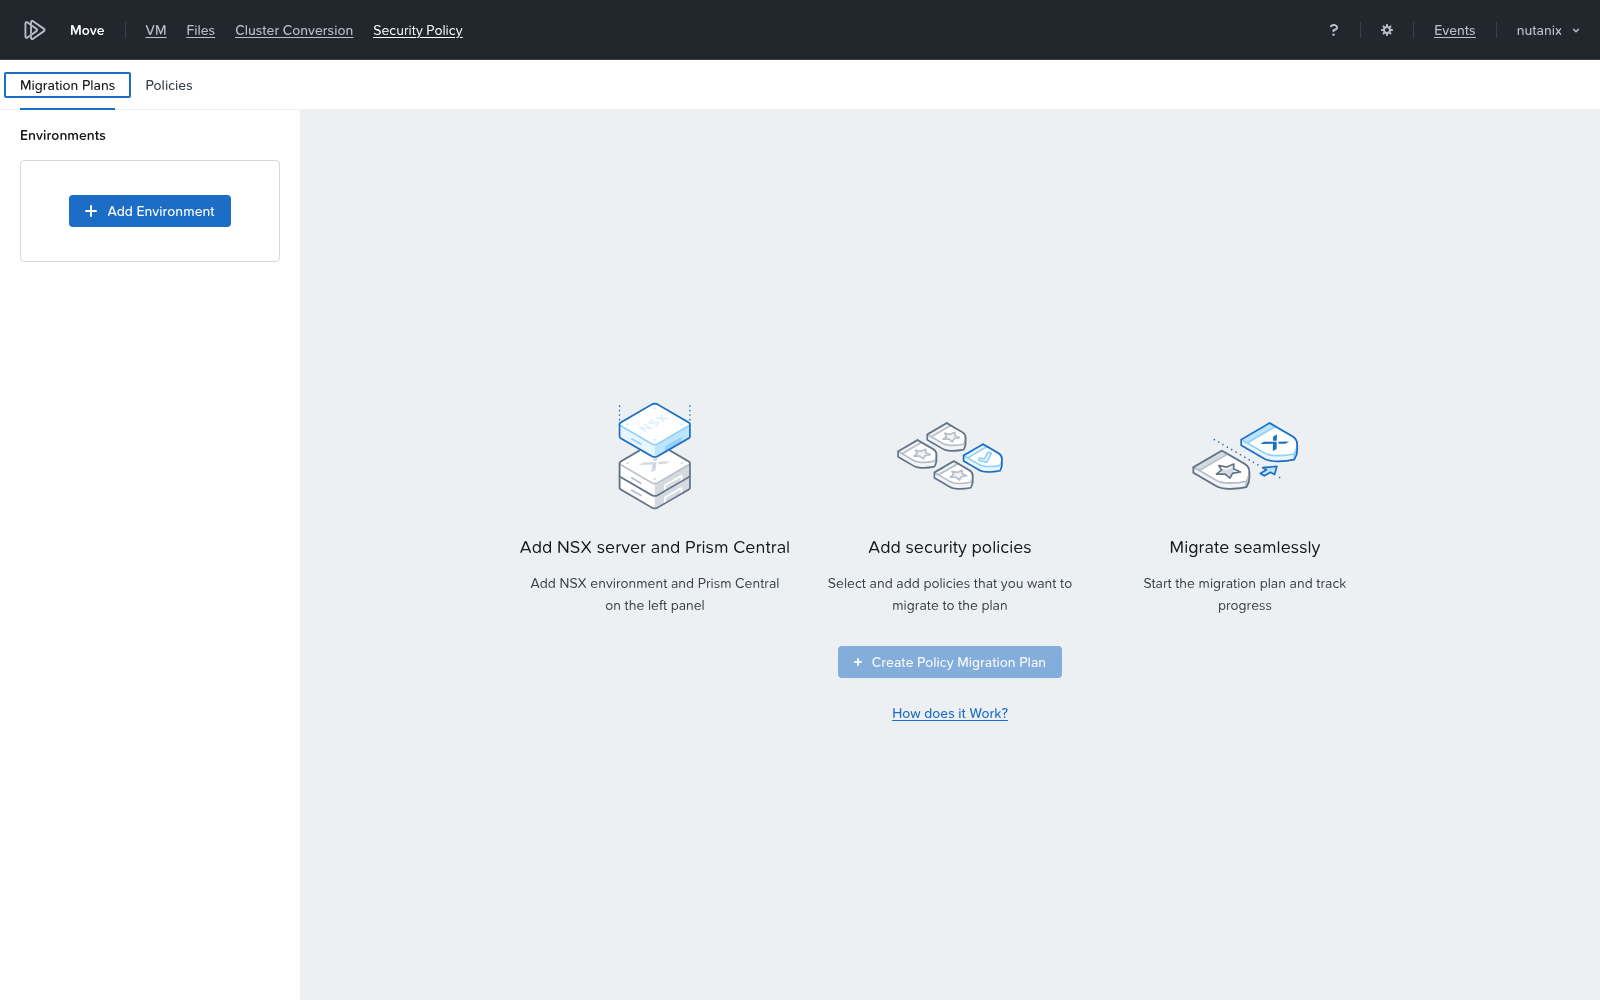 Move
VM
Files
Cluster Conversion
Security Policy
?
Events
nutanix
Migration Plans
Policies
Environments
+ Add Environment
NSX
Add NSX server and Prism Central
Add NSX environment and Prism Central
on the left panel
Add security policies
Select and add policies that you want to
migrate to the plan
Migrate seamlessly
Start the migration plan and track
progress
+ Create Policy Migration Plan
How does it Work?